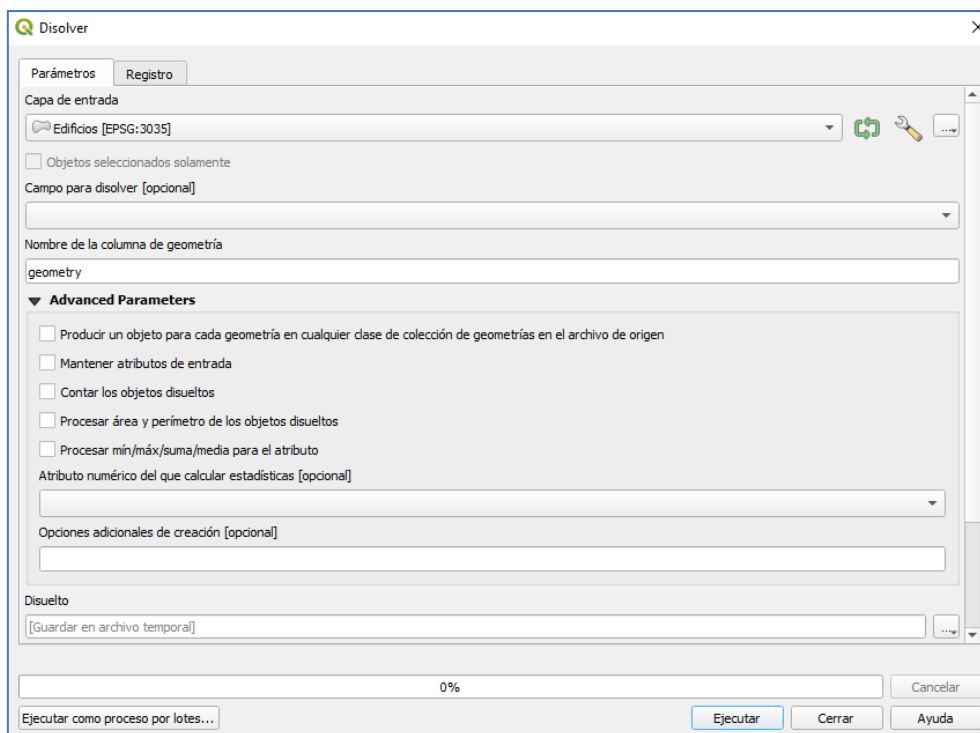 Disolver
Parámetros Registro
Capa de entrada
Edificios [EPSG:3035]
...
Objetos seleccionados solamente
Campo para disolver [opcional]
Nombre de la columna de geometría
geometry
Advanced Parameters
Producir un objeto para cada geometría en cualquier clase de colección de geometrías en el archivo de origen
Mantener atributos de entrada
Contar los objetos disueltos
Procesar área y perímetro de los objetos disueltos
Procesar mín/máx/suma/media para el atributo
Atributo numérico del que calcular estadísticas [opcional]
Opciones adicionales de creación [opcional]
Disuelto
[Guardar en archivo temporal]
...
0% Cancelar
Ejecutar como proceso por lotes... Ejecutar Cerrar Ayuda